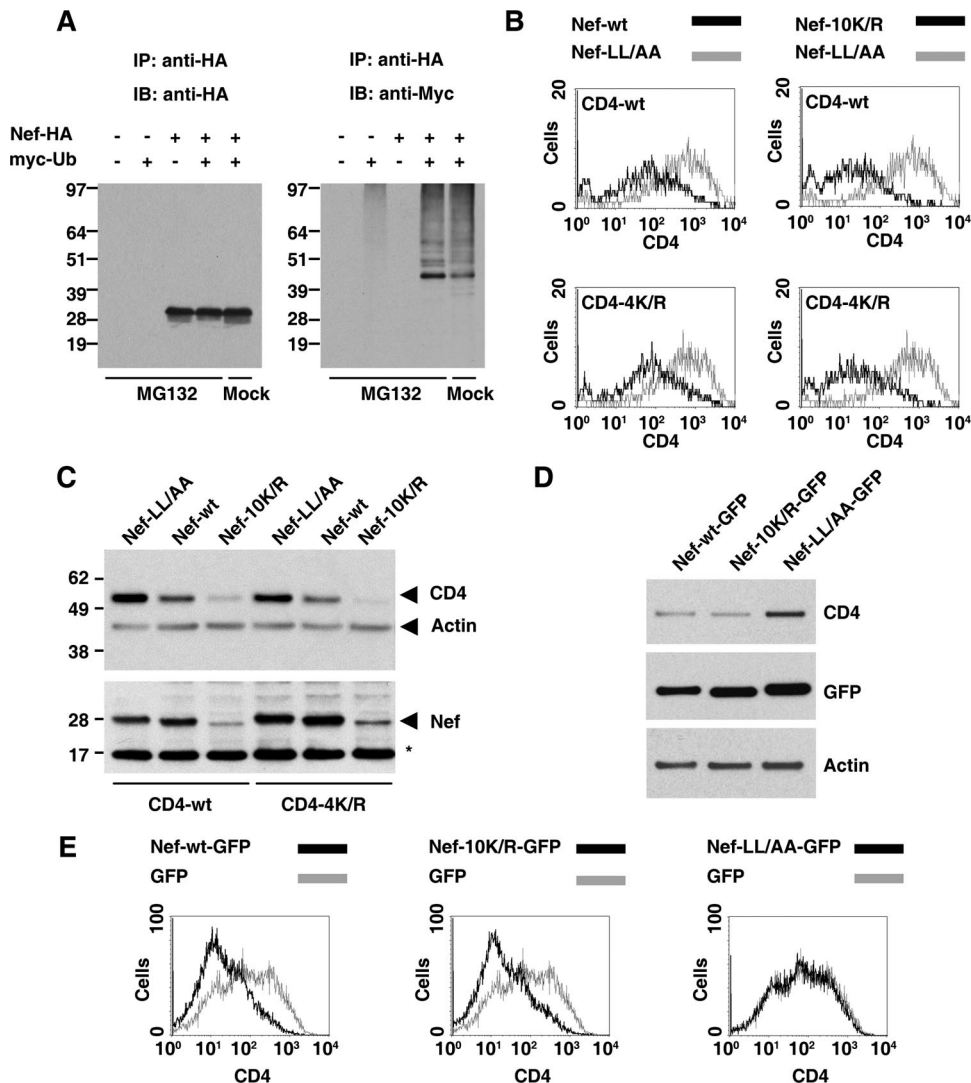 A
IP: anti-HA
IB: anti-HA
IP: anti-HA
IB: anti-Myc
Nef-HA - - + + + - - + + +
myc-Ub - + - + + - + - + +
97
64
51
39
28
19
97
64
51
39
28
19
MG132 Mock
MG132 Mock
B
Nef-wt
Nef-LL/AA
Nef-10K/R
Nef-LL/AA
20
Cells
0
CD4-wt
10⁰ 10¹ 10² 10³ 10⁴
CD4
20
Cells
0
CD4-wt
10⁰ 10¹ 10² 10³ 10⁴
CD4
20
Cells
0
CD4-4K/R
10⁰ 10¹ 10² 10³ 10⁴
CD4
20
Cells
0
CD4-4K/R
10⁰ 10¹ 10² 10³ 10⁴
CD4
C
Nef-LL/AA
Nef-wt
Nef-10K/R
Nef-LL/AA
Nef-wt
Nef-10K/R
62
49
38
CD4
Actin
28
17
Nef
*
CD4-wt
CD4-4K/R
D
Nef-wt-GFP
Nef-10K/R-GFP
Nef-LL/AA-GFP
CD4
GFP
Actin
E
Nef-wt-GFP
GFP
100
Cells
0
10⁰ 10¹ 10² 10³ 10⁴
CD4
Nef-10K/R-GFP
GFP
100
Cells
0
10⁰ 10¹ 10² 10³ 10⁴
CD4
Nef-LL/AA-GFP
GFP
100
Cells
0
10⁰ 10¹ 10² 10³ 10⁴
CD4